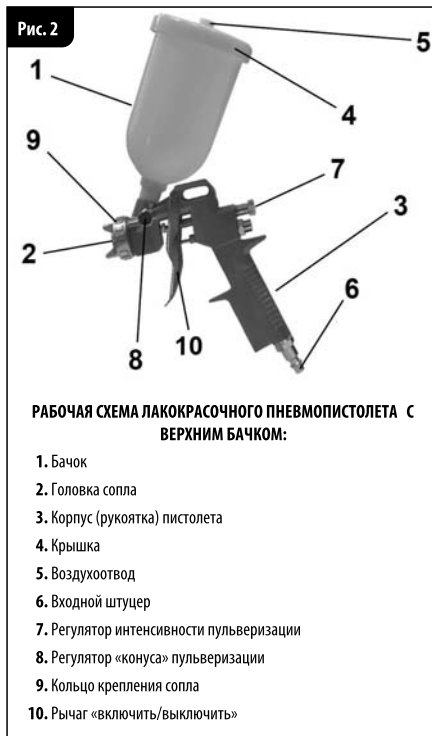 Рис. 2
5
1
4
9
7
3
2
6
10
8
РАБОЧАЯ СХЕМА ЛАКОКРАСОЧНОГО ПНЕВМОПИСТОЛЕТА С
ВЕРХНИМ БАЧКОМ:
1. Бачок
2. Головка сопла
3. Корпус (рукоятка) пистолета
4. Крышка
5. Воздухоотвод
6. Входной штуцер
7. Регулятор интенсивности пульверизации
8. Регулятор «конуса» пульверизации
9. Кольцо крепления сопла
10. Рычаг «включить/выключить»